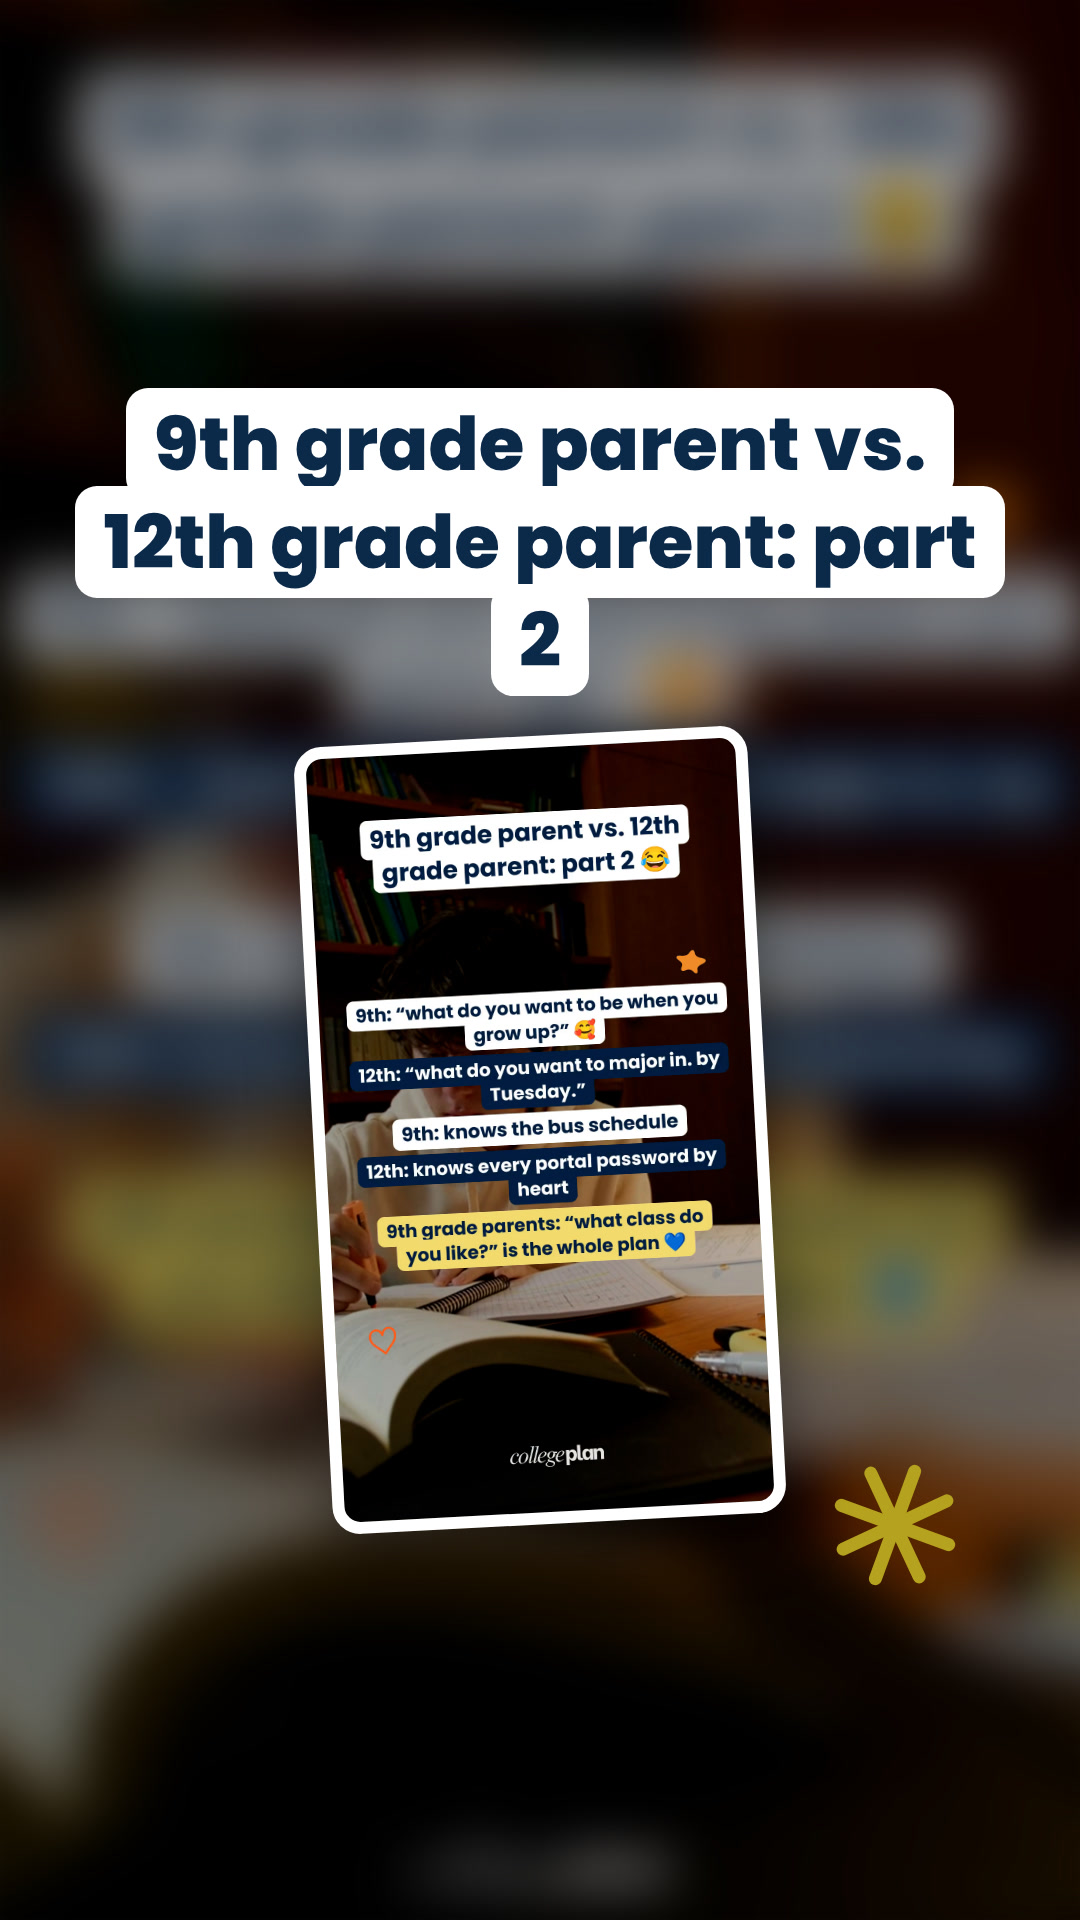 9th grade parent vs.
12th grade parent: part
2
9th grade parent vs. 12th
grade parent: part 2 😂
9th: “what do you want to be when you
grow up?” 🥰
12th: “what do you want to major in. by
Tuesday.”
9th: knows the bus schedule
12th: knows every portal password by
heart
9th grade parents: “what class do
you like?” is the whole plan 💙
collegeplan